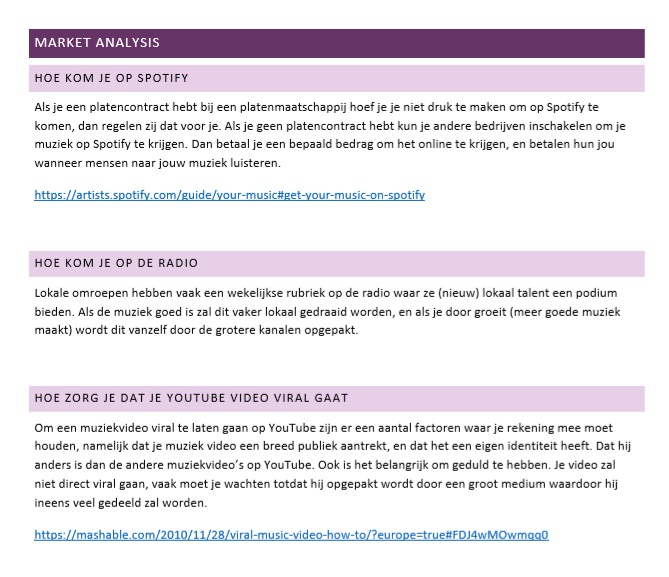 MARKET ANALYSIS
HOE KOM JE OP SPOTIFY
Als je een platencontract hebt bij een platenmaatschappij hoef je je niet druk te maken om op Spotify te
komen, dan regelen zij dat voor je. Als je geen platencontract hebt kun je andere bedrijven inschakelen om je
muziek op Spotify te krijgen. Dan betaal je een bepaald bedrag om het online te krijgen, en betalen hun jou
wanneer mensen naar jouw muziek luisteren.
https://artists.spotify.com/guide/your-music#get-your-music-on-spotify
HOE KOM JE OP DE RADIO
Lokale omroepen hebben vaak een wekelijkse rubriek op de radio waar ze (nieuw) lokaal talent een podium
bieden. Als de muziek goed is zal dit vaker lokaal gedraaid worden, en als je door groeit (meer goede muziek
maakt) wordt dit vanzelf door de grotere kanalen opgepakt.
HOE ZORG JE DAT JE YOUTUBE VIDEO VIRAL GAAT
Om een muziekvideo viral te laten gaan op YouTube zijn er een aantal factoren waar je rekening mee moet
houden, namelijk dat je muziek video een breed publiek aantrekt, en dat het een eigen identiteit heeft. Dat hij
anders is dan de andere muziekvideo's op YouTube. Ook is het belangrijk om geduld te hebben. Je video zal
niet direct viral gaan, vaak moet je wachten totdat hij opgepakt wordt door een groot medium waardoor hij
ineens veel gedeeld zal worden.
https://mashable.com/2010/11/28/viral-music-video-how-to/?europe=true#FDJ4wMOwmqq0